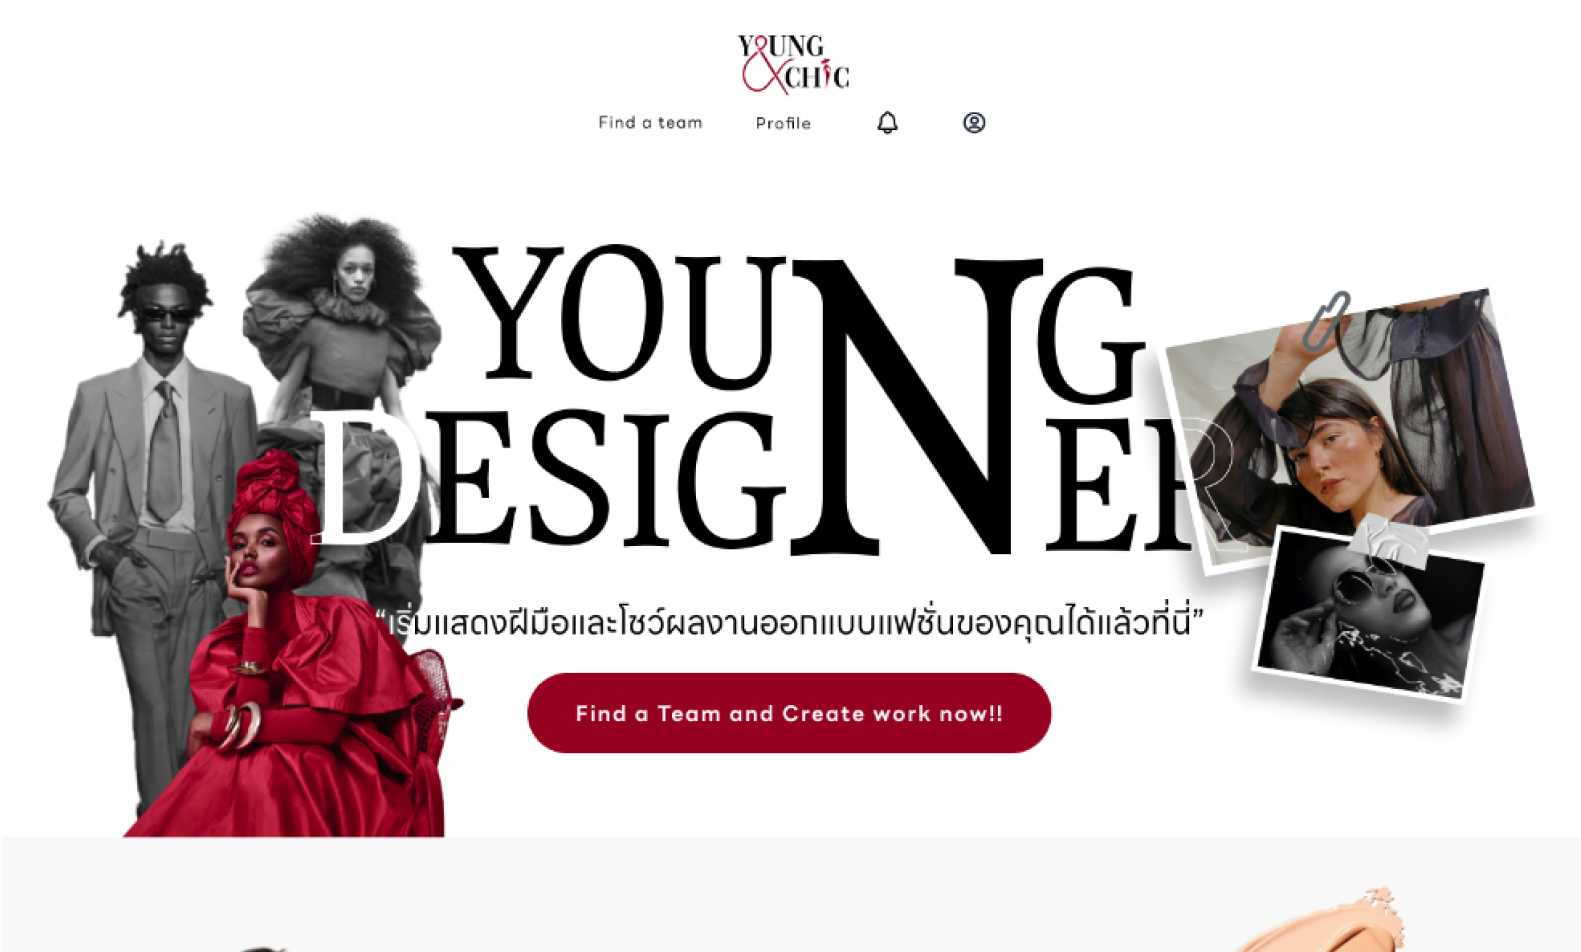 YOUNG
&CHIC
Find a team
Profile
YOUNG
DESIGNER
“เริ่มแสดงฝีมือและโชว์ผลงานออกแบบแฟชั่นของคุณได้แล้วที่นี่”
Find a Team and Create work now!!